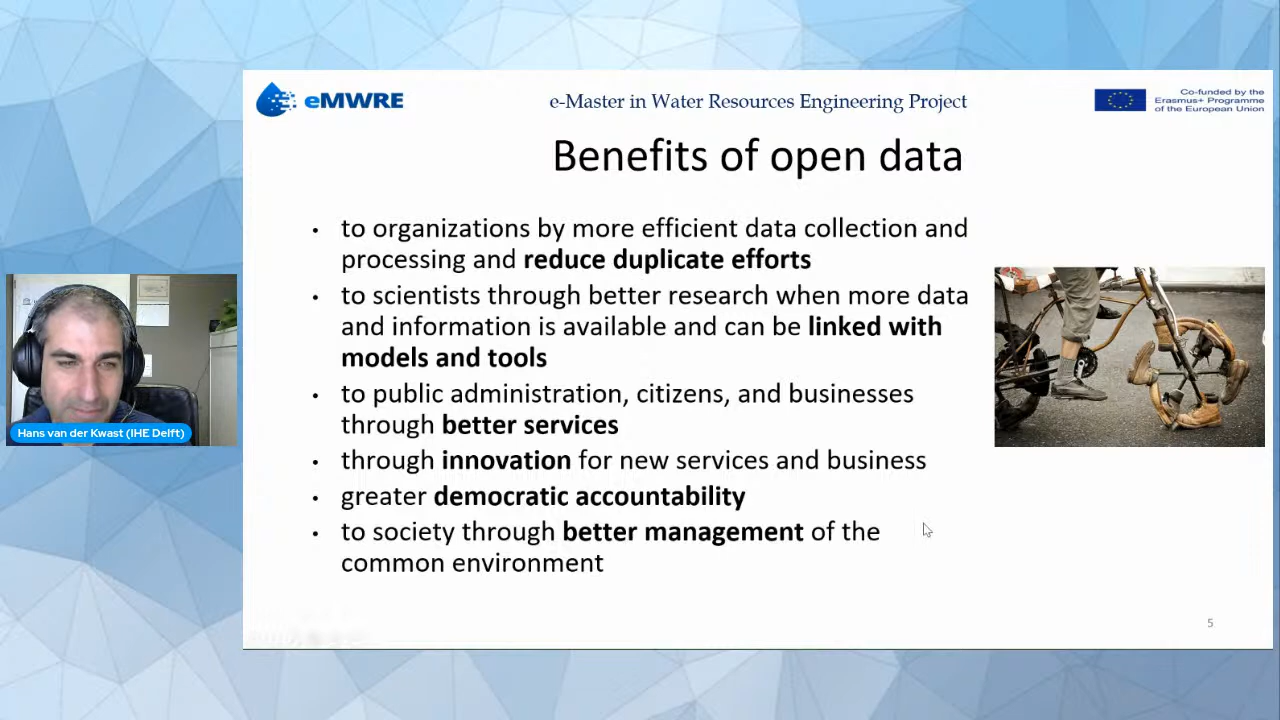 eMWRE
e-Master in Water Resources Engineering Project
Co-funded by the
Erasmus+ Programme
of the European Union
Benefits of open data
• to organizations by more efficient data collection and
processing and reduce duplicate efforts
• to scientists through better research when more data
and information is available and can be linked with
models and tools
• to public administration, citizens, and businesses
through better services
• through innovation for new services and business
• greater democratic accountability
• to society through better management of the
common environment
Hans van der Kwast (IHE Delft)
5